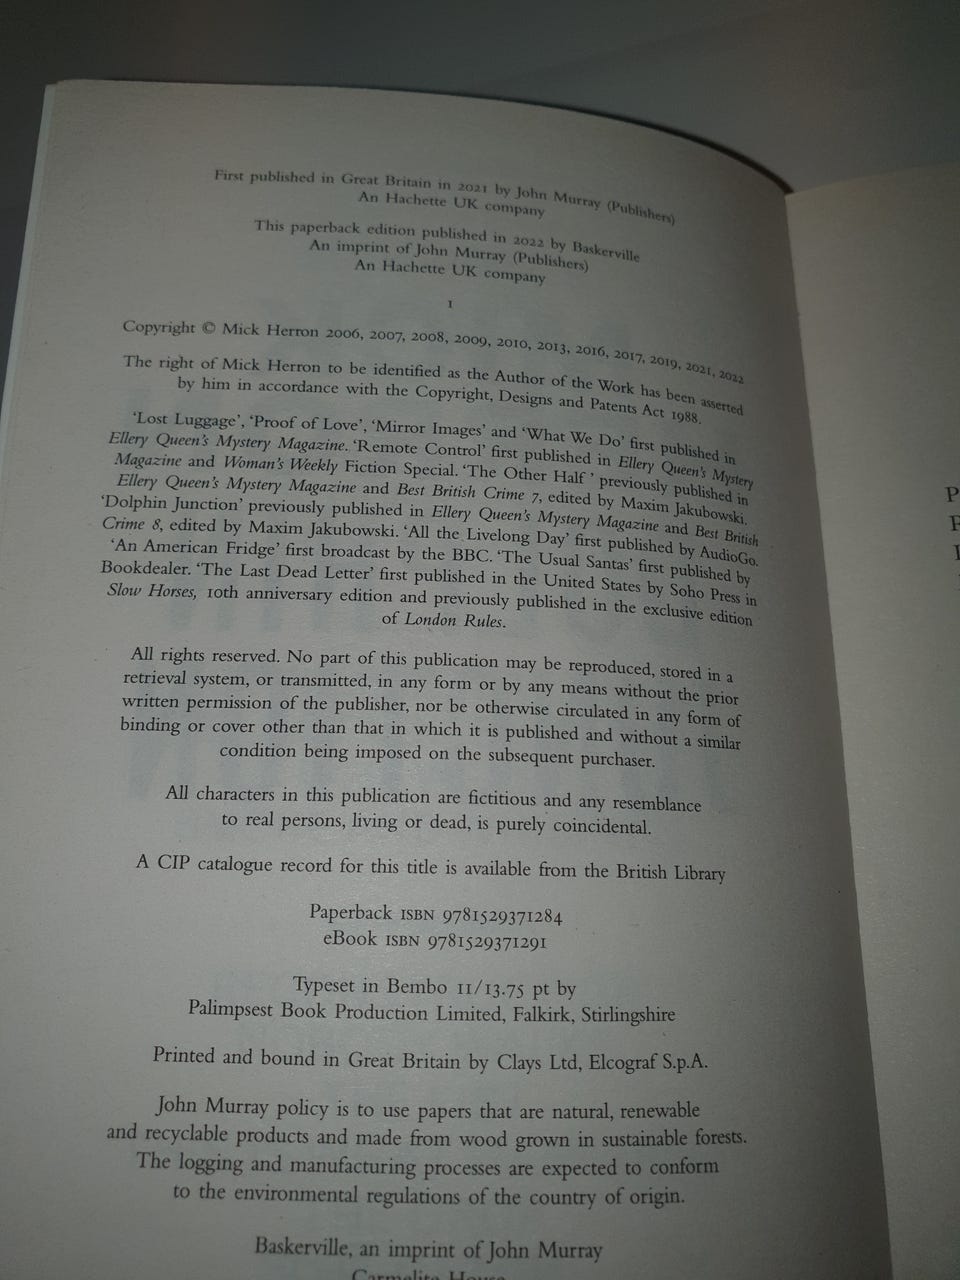 First published in Great Britain in 2021 by John Murray (Publishers)
An Hachette UK company
This paperback edition published in 2022 by Baskerville
An imprint of John Murray (Publishers)
An Hachette UK company
1
Copyright © Mick Herron 2006, 2007, 2008, 2009, 2010, 2013, 2016, 2017, 2019, 2021, 2022
The right of Mick Herron to be identified as the Author of the Work has been asserted
by him in accordance with the Copyright, Designs and Patents Act 1988.
‘Lost Luggage’, ‘Proof of Love’, ‘Mirror Images’ and ‘What We Do’ first published in
Ellery Queen’s Mystery Magazine. ‘Remote Control’ first published in Ellery Queen’s Mystery
Magazine and Woman’s Weekly Fiction Special. ‘The Other Half ’ previously published in
Ellery Queen’s Mystery Magazine and Best British Crime 7, edited by Maxim Jakubowski.
‘Dolphin Junction’ previously published in Ellery Queen’s Mystery Magazine and Best British
Crime 8, edited by Maxim Jakubowski. ‘All the Livelong Day’ first published by AudioGo.
‘An American Fridge’ first broadcast by the BBC. ‘The Usual Santas’ first published by
Bookdealer. ‘The Last Dead Letter’ first published in the United States by Soho Press in
Slow Horses, 10th anniversary edition and previously published in the exclusive edition
of London Rules.
All rights reserved. No part of this publication may be reproduced, stored in a
retrieval system, or transmitted, in any form or by any means without the prior
written permission of the publisher, nor be otherwise circulated in any form of
binding or cover other than that in which it is published and without a similar
condition being imposed on the subsequent purchaser.
All characters in this publication are fictitious and any resemblance
to real persons, living or dead, is purely coincidental.
A CIP catalogue record for this title is available from the British Library
Paperback ISBN 9781529371284
eBook ISBN 9781529371291
Typeset in Bembo 11/13.75 pt by
Palimpsest Book Production Limited, Falkirk, Stirlingshire
Printed and bound in Great Britain by Clays Ltd, Elcograf S.p.A.
John Murray policy is to use papers that are natural, renewable
and recyclable products and made from wood grown in sustainable forests.
The logging and manufacturing processes are expected to conform
to the environmental regulations of the country of origin.
Baskerville, an imprint of John Murray
Carmelite House